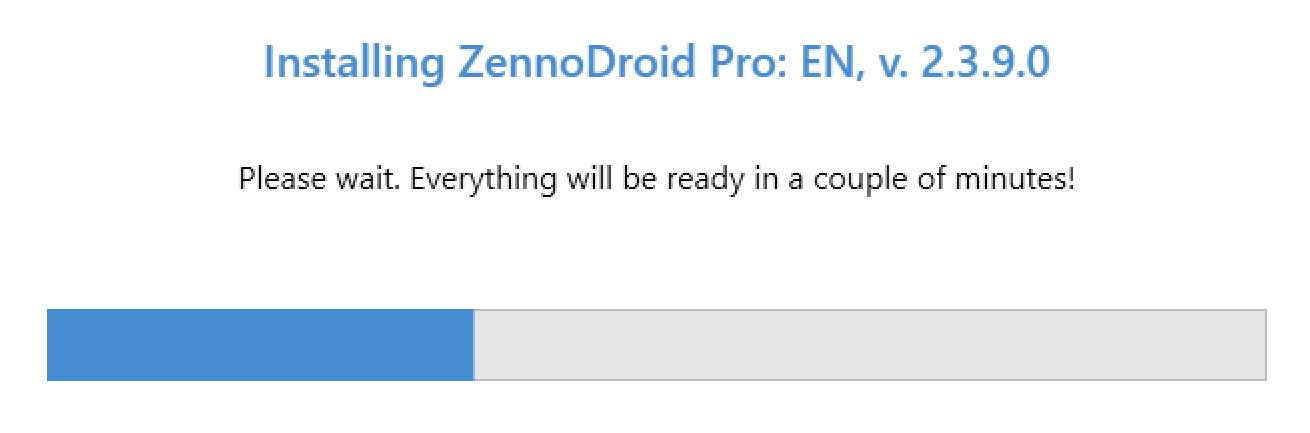 Installing ZennoDroid Pro: EN, v. 2.3.9.0
Please wait. Everything will be ready in a couple of minutes!